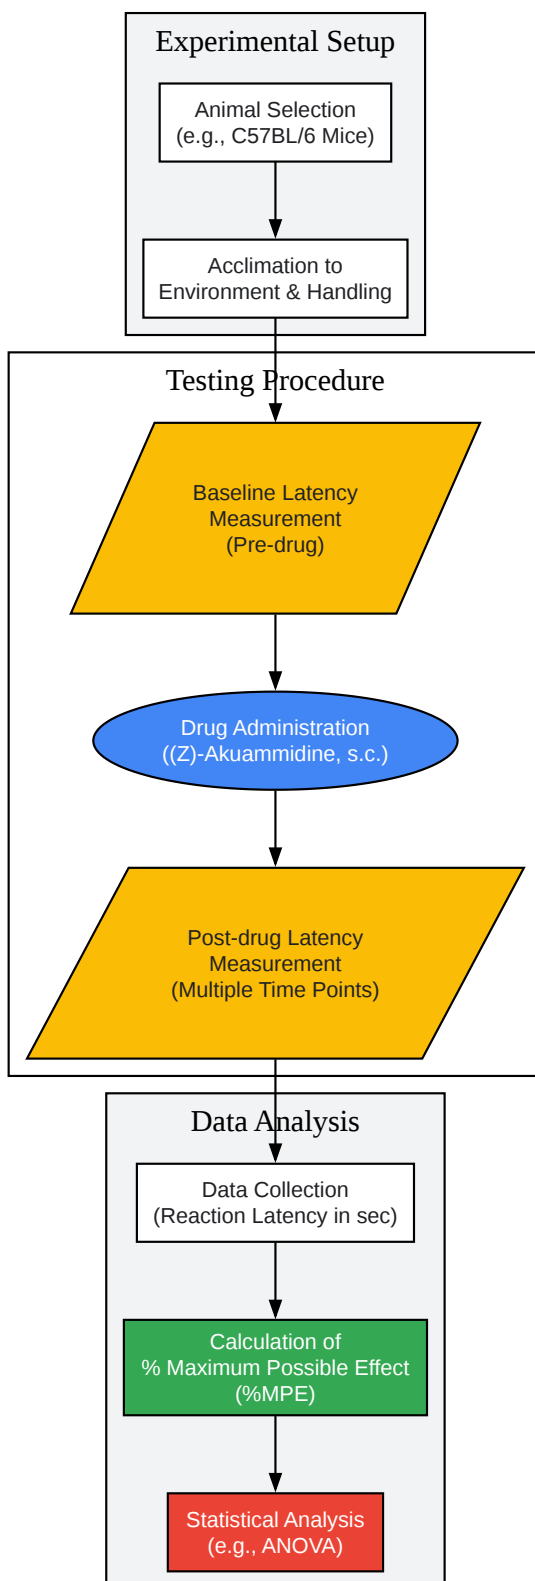 Experimental Setup
Animal Selection
(e.g., C57BL/6 Mice)
Acclimation to
Environment & Handling
Testing Procedure
Baseline Latency
Measurement
(Pre-drug)
Drug Administration
((Z)-Akuammidine, s.c.)
Post-drug Latency
Measurement
(Multiple Time Points)
Data Analysis
Data Collection
(Reaction Latency in sec)
Calculation of
% Maximum Possible Effect
(%MPE)
Statistical Analysis
(e.g., ANOVA)